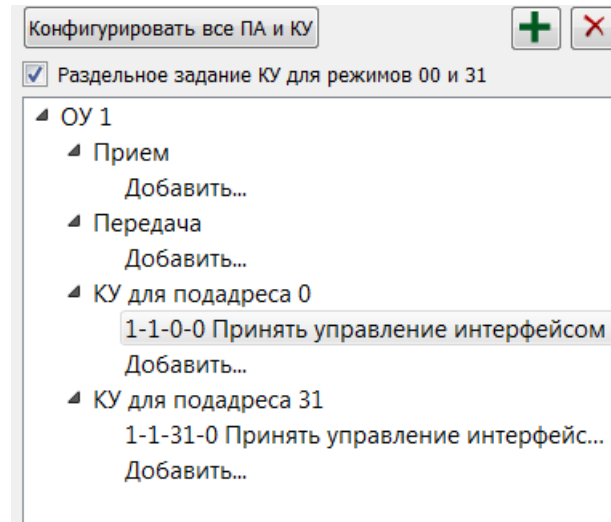 Конфигурировать все ПА и КУ
Раздельное задание КУ для режимов 00 и 31
ОУ 1
Прием
Добавить...
Передача
Добавить...
КУ для подадреса 0
1-1-0-0 Принять управление интерфейсом
Добавить...
КУ для подадреса 31
1-1-31-0 Принять управление интерфейс...
Добавить...